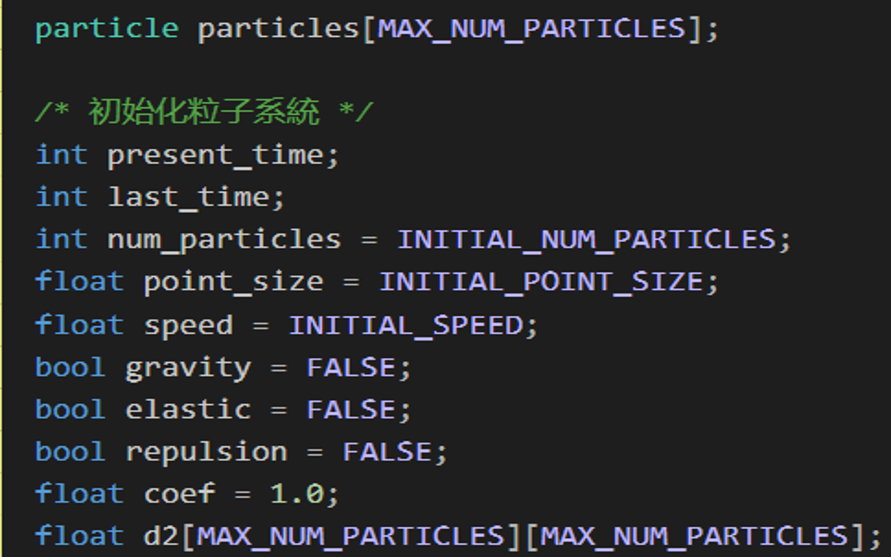 particle particles[MAX_NUM_PARTICLES];
/* 初始化粒子系統 */
int present_time;
int last_time;
int num_particles = INITIAL_NUM_PARTICLES;
float point_size = INITIAL_POINT_SIZE;
float speed = INITIAL_SPEED;
bool gravity = FALSE;
bool elastic = FALSE;
bool repulsion = FALSE;
float coef = 1.0;
float d2[MAX_NUM_PARTICLES][MAX_NUM_PARTICLES];